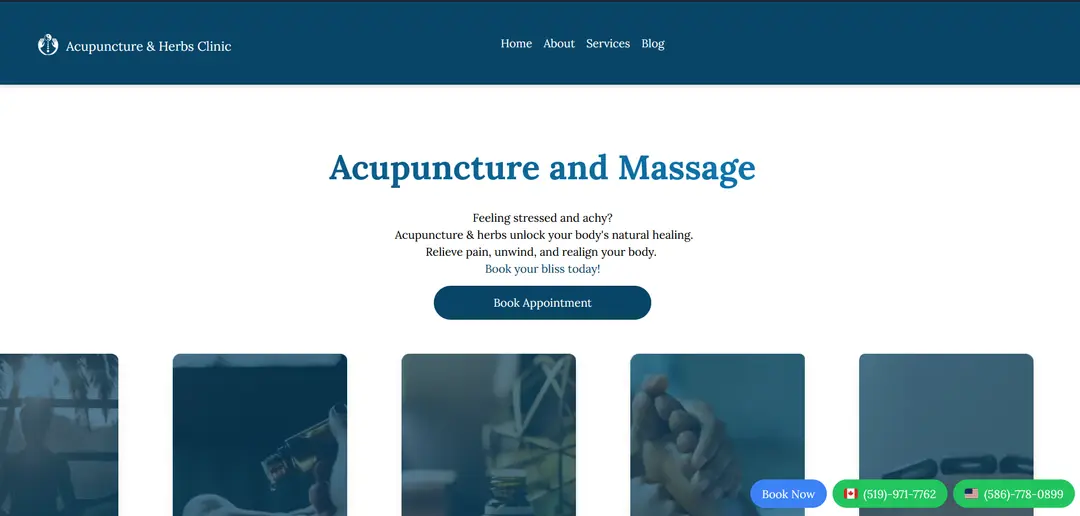 Acupuncture & Herbs Clinic
Home About Services Blog
Acupuncture and Massage
Feeling stressed and achy?
Acupuncture & herbs unlock your body's natural healing.
Relieve pain, unwind, and realign your body.
Book your bliss today!
Book Appointment
Book Now
(519)-971-7762
(586)-778-0899